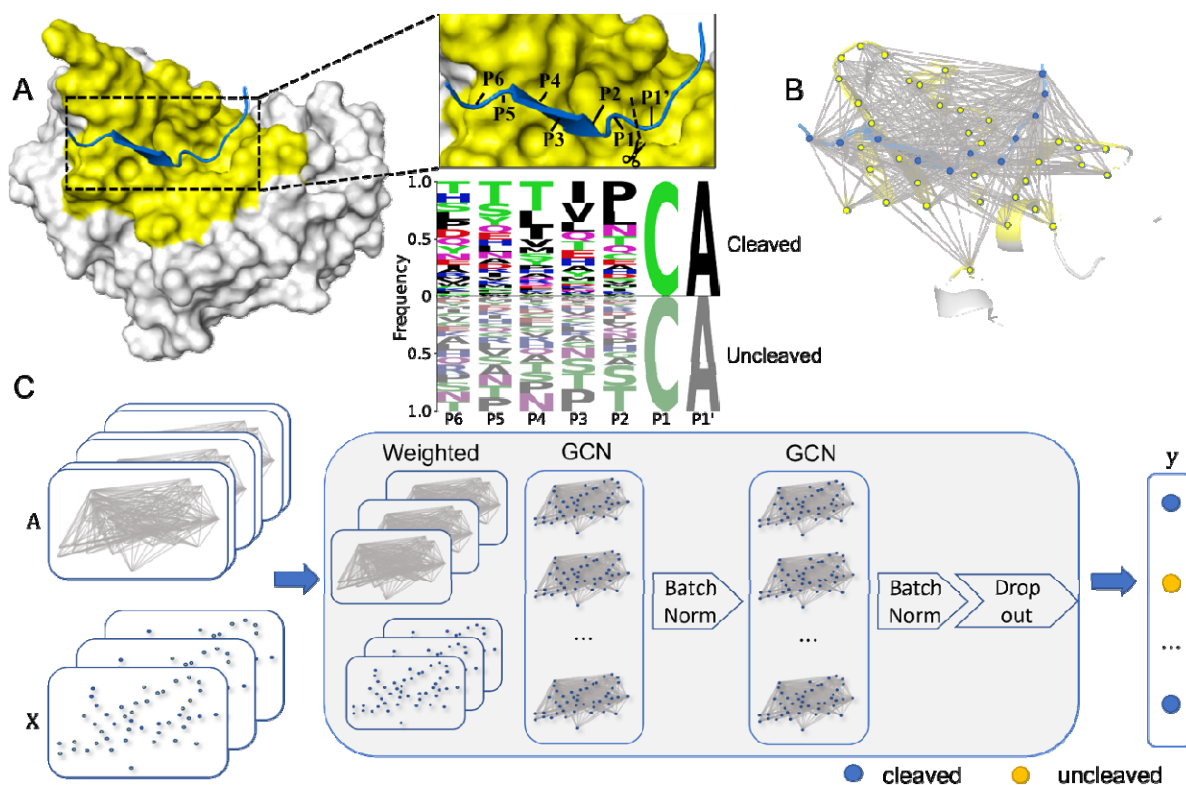 A
P6
P5
P4
P3
P2
P1
P1'
B
1.0
0.5
0
0.5
1.0
Frequency
Cleaved
C A
Uncleaved
C A
P6 P5 P4 P3 P2 P1 P1'
C
A
X
Weighted
GCN
Batch
Norm
...
GCN
Batch
Norm
Drop
out
...
y
...
cleaved
uncleaved